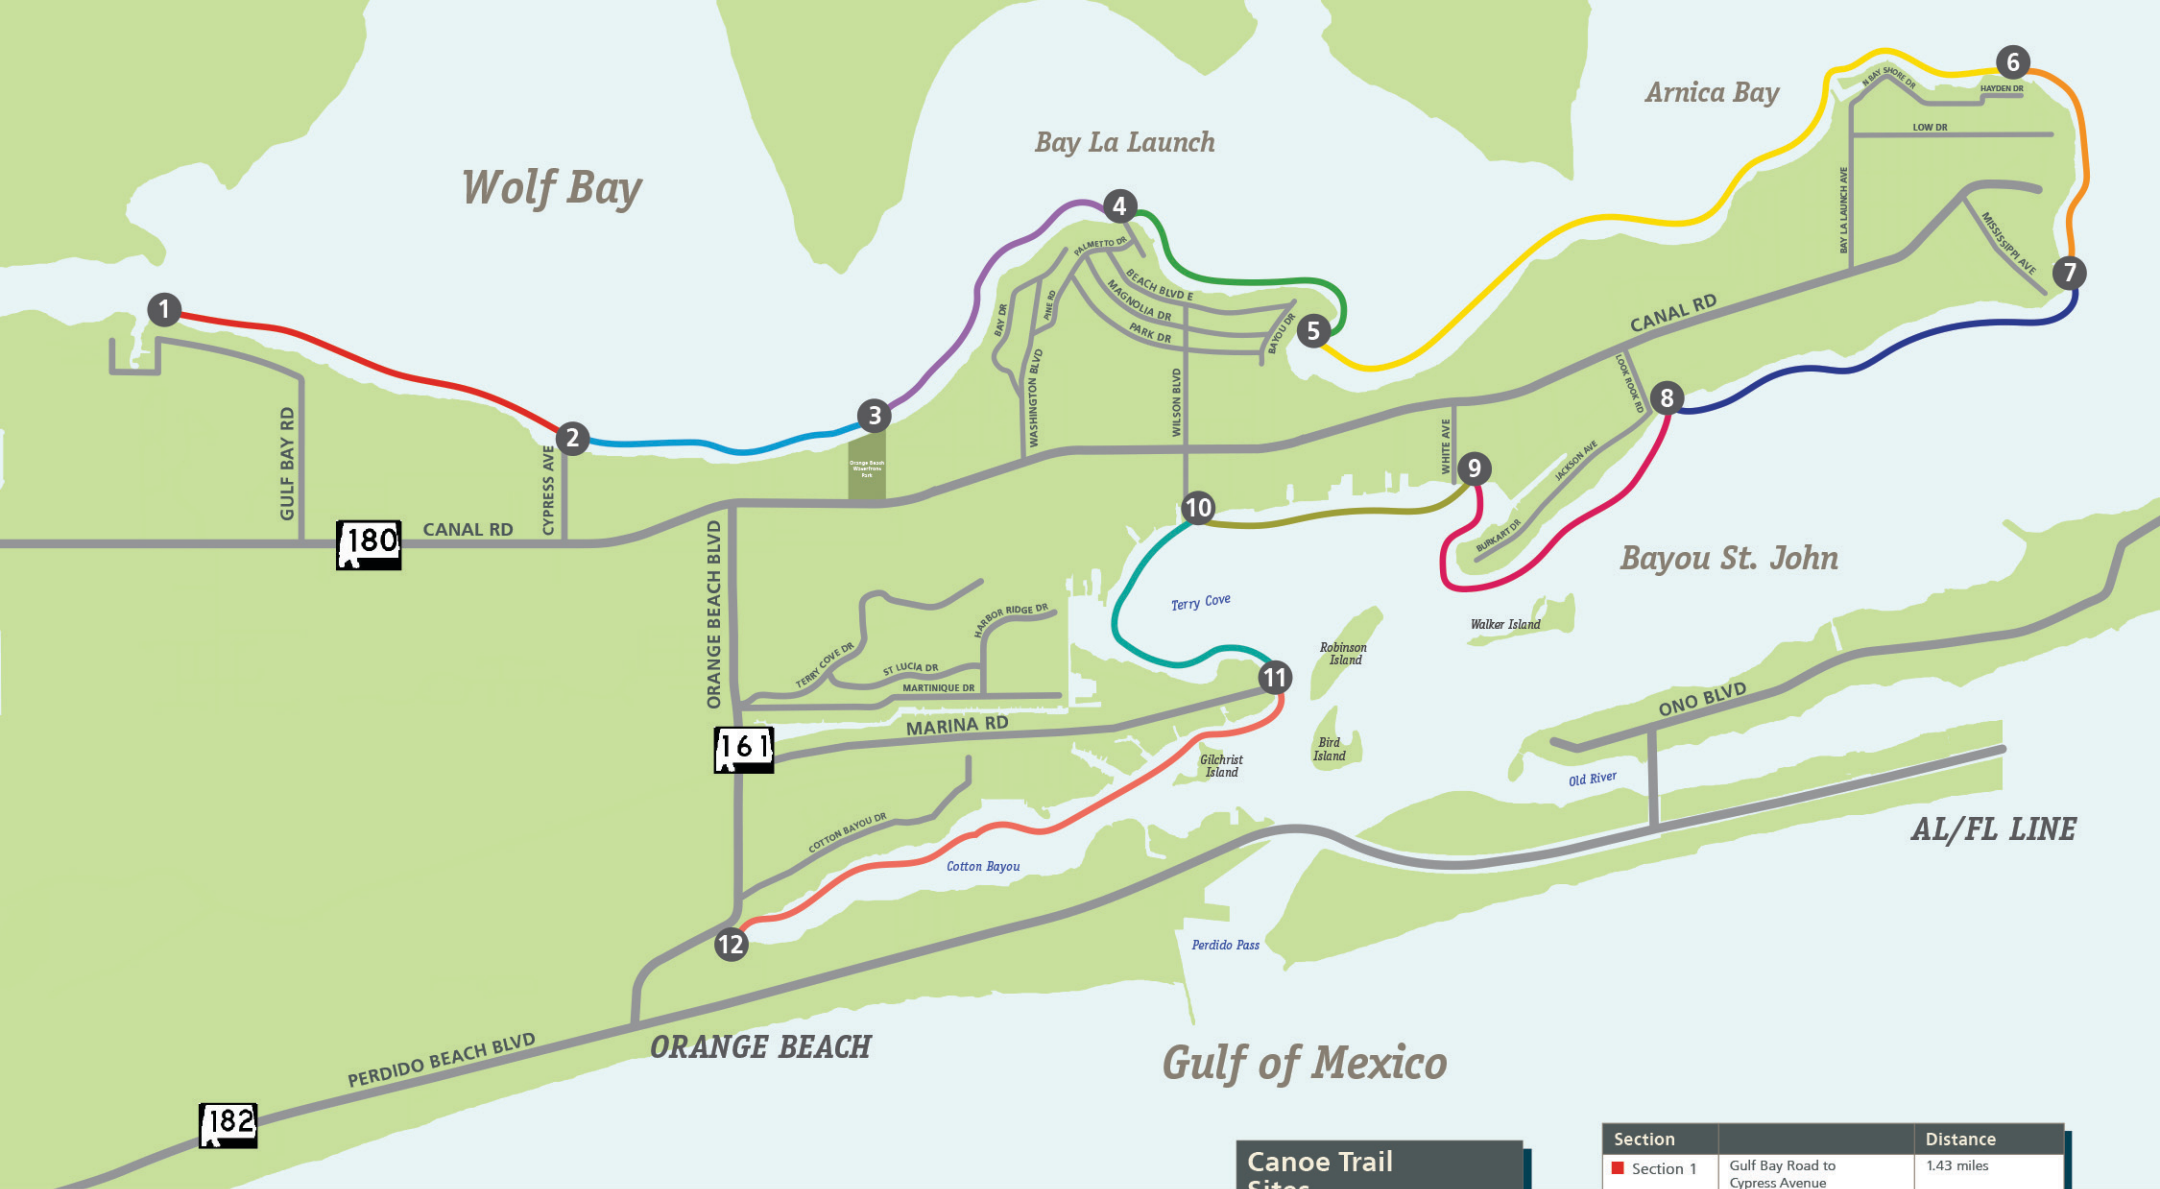 6
Arnica Bay
N BAY SHORE DR
HAYDEN DR
LOW DR
Bay La Launch
Wolf Bay
4
PALMETTO DR
BAY LA LAUNCH AVE
MISSISSIPPI AVE
7
BEACH BLVD E
MAGNOLIA DR
PARK DR
BAY DR
PINE RD
BAYOU DR
5
1
CANAL RD
LOOK ROOK RD
8
WASHINGTON BLVD
WILSON BLVD
3
2
GULF BAY RD
CYPRESS AVE
Orange Beach
Waterfront
Park
WHITE AVE
9
JACKSON AVE
BURKART DR
10
180
CANAL RD
ORANGE BEACH BLVD
Bayou St. John
Terry Cove
HARBOR RIDGE DR
Walker Island
Robinson
Island
TERRY COVE DR
ST LUCIA DR
MARTINIQUE DR
11
ONO BLVD
MARINA RD
161
Bird
Island
Gilchrist
Island
Old River
COTTON BAYOU DR
AL/FL LINE
Cotton Bayou
12
Perdido Pass
ORANGE BEACH
PERDIDO BEACH BLVD
Gulf of Mexico
182
Canoe Trail
Sites
Section Distance
Section 1 Gulf Bay Road to 1.43 miles
Cypress Avenue